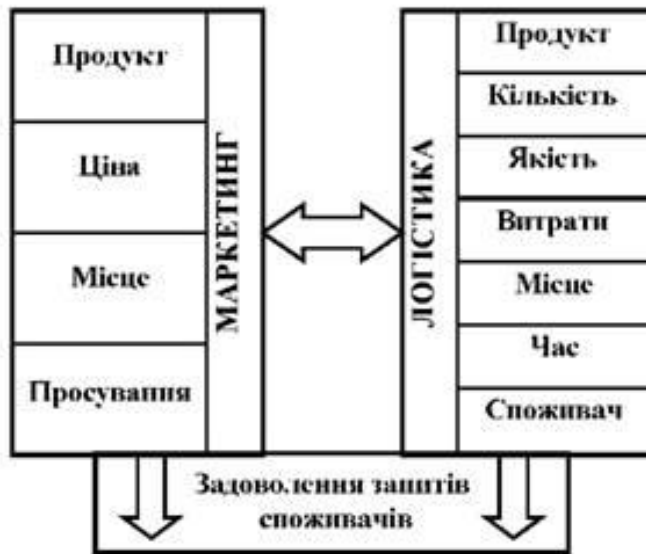 Продукт
Ціна
Місце
Просування
МАРКЕТИНГ
ЛОГІСТИКА
Продукт
Кількість
Якість
Витрати
Місце
Час
Споживач
Задоволення запитів
споживачів